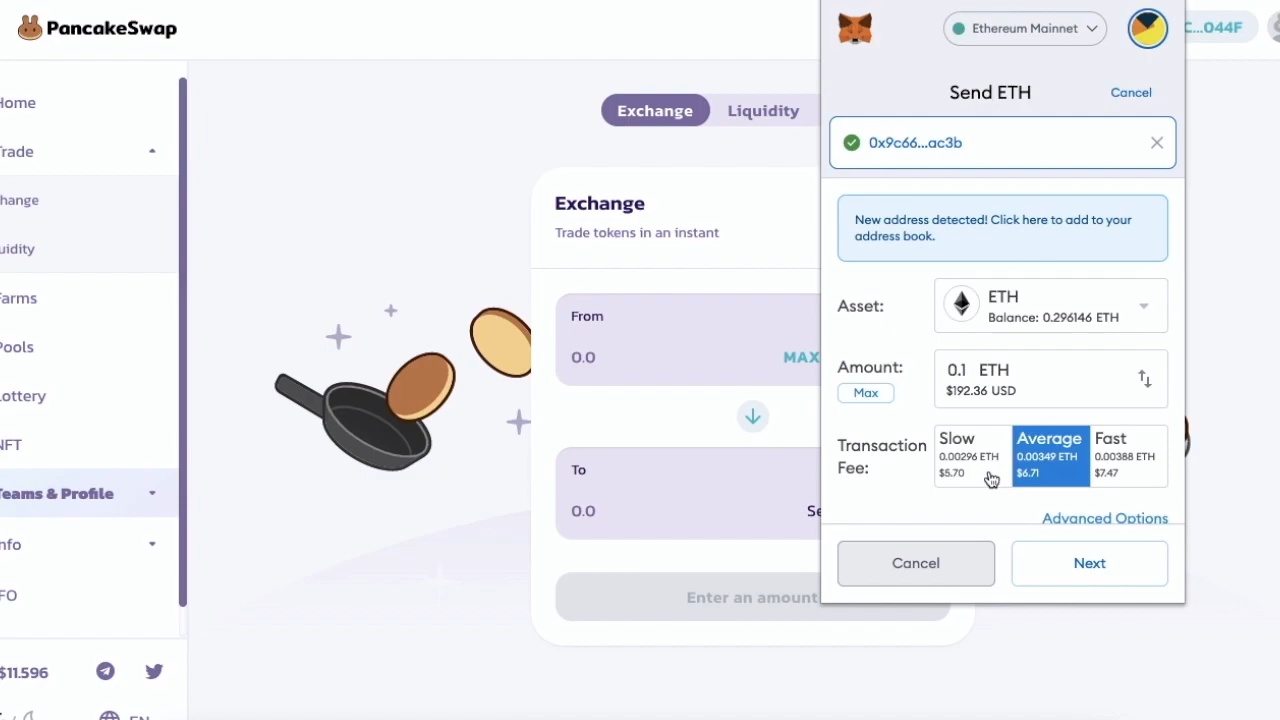 PancakeSwap
Home
Trade
hange
uidity
Farms
Pools
Lottery
NFT
Teams & Profile
nfo
FO
$11.596
EN
Exchange
Liquidity
Exchange
Trade tokens in an instant
From
0.0
MAX
To
0.0
Se
Enter an amount
C...044F
Ethereum Mainnet
Send ETH
Cancel
0x9c66...ac3b
New address detected! Click here to add to your
address book.
Asset:
ETH
Balance: 0.296146 ETH
Amount:
Max
0.1 ETH
$192.36 USD
Transaction
Fee:
Slow
0.00296 ETH
$5.70
Average
0.00349 ETH
$6.71
Fast
0.00388 ETH
$7.47
Advanced Options
Cancel
Next